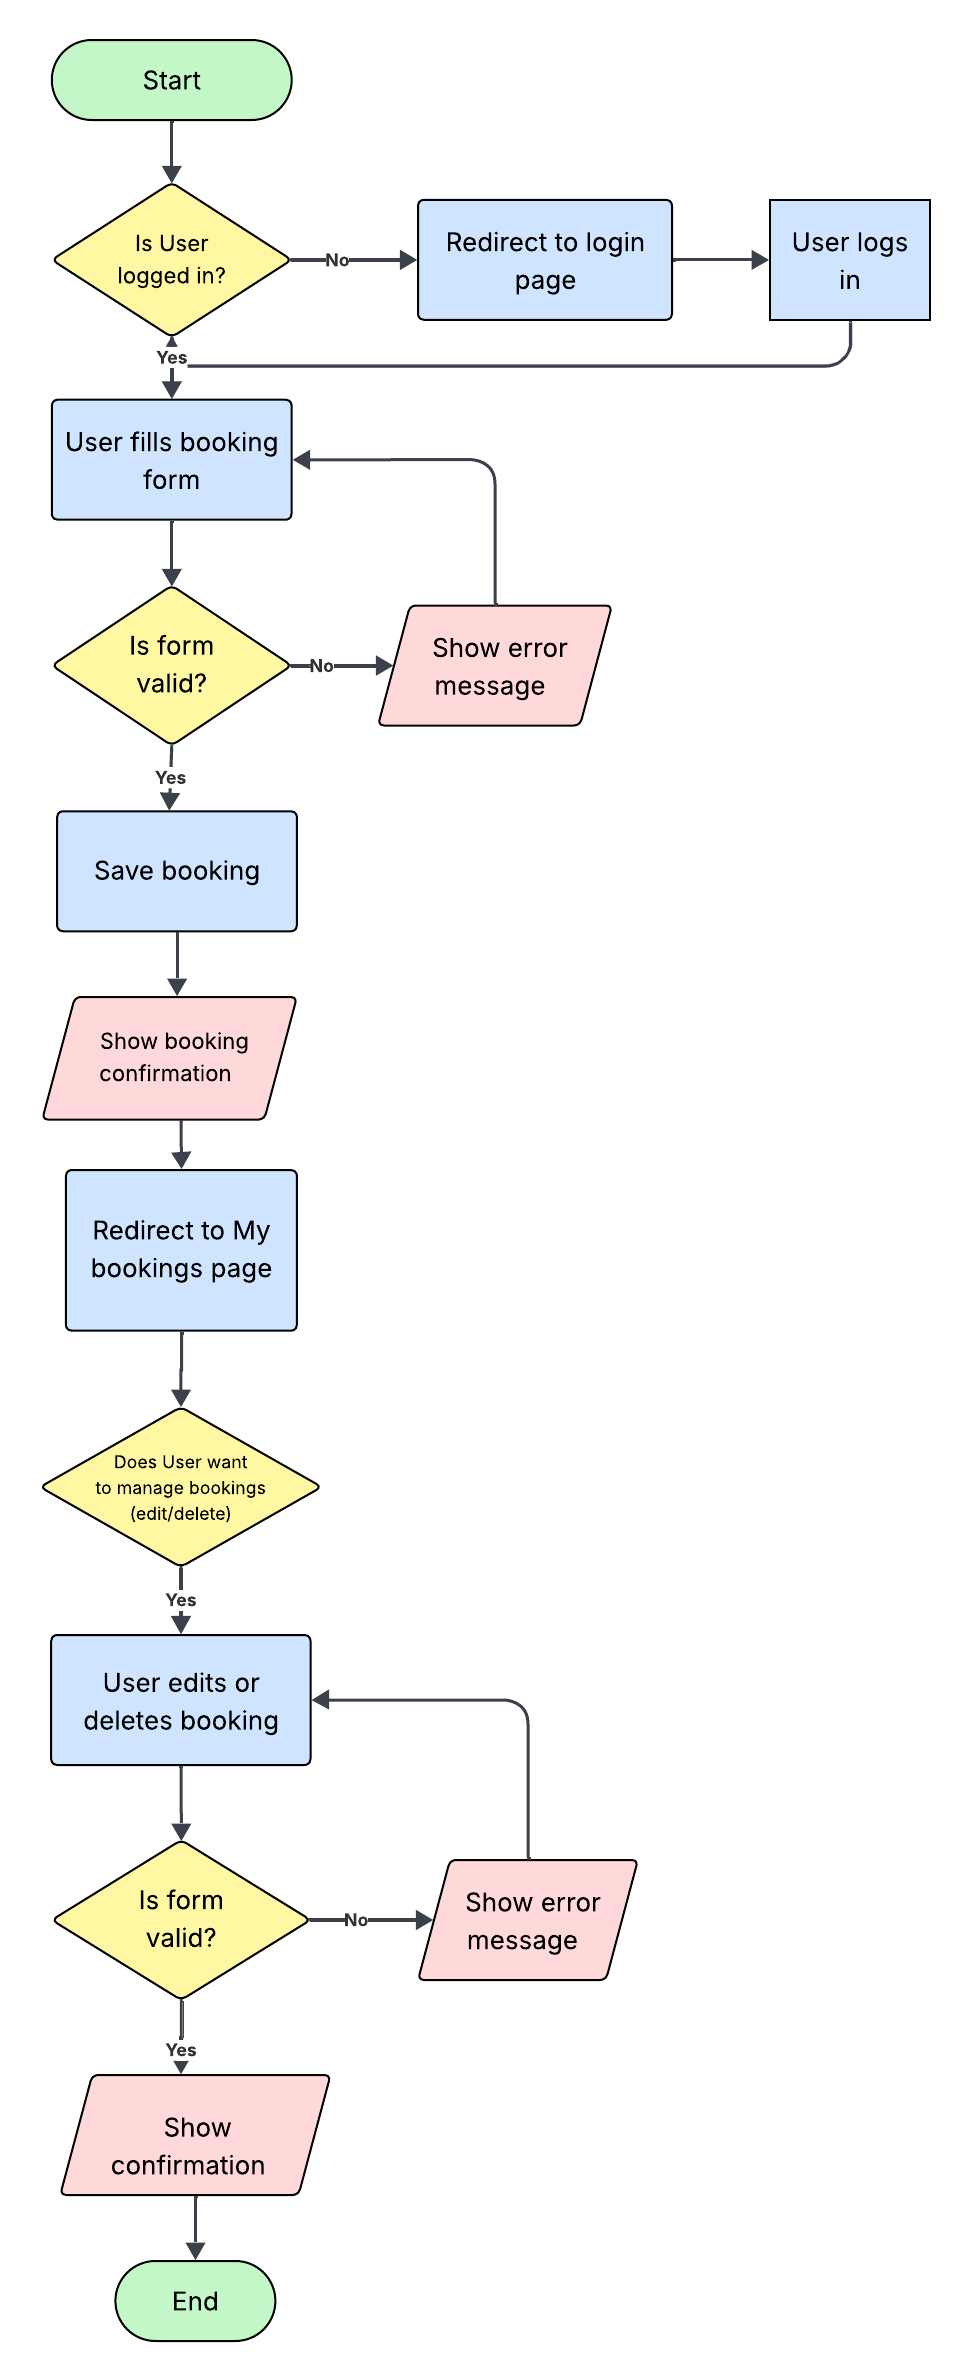 Start
Is User
logged in?
No
Redirect to login
page
User logs
in
Yes
User fills booking
form
Is form
valid?
No
Show error
message
Yes
Save booking
Show booking
confirmation
Redirect to My
bookings page
Does User want
to manage bookings
(edit/delete)
Yes
User edits or
deletes booking
Is form
valid?
No
Show error
message
Yes
Show
confirmation
End